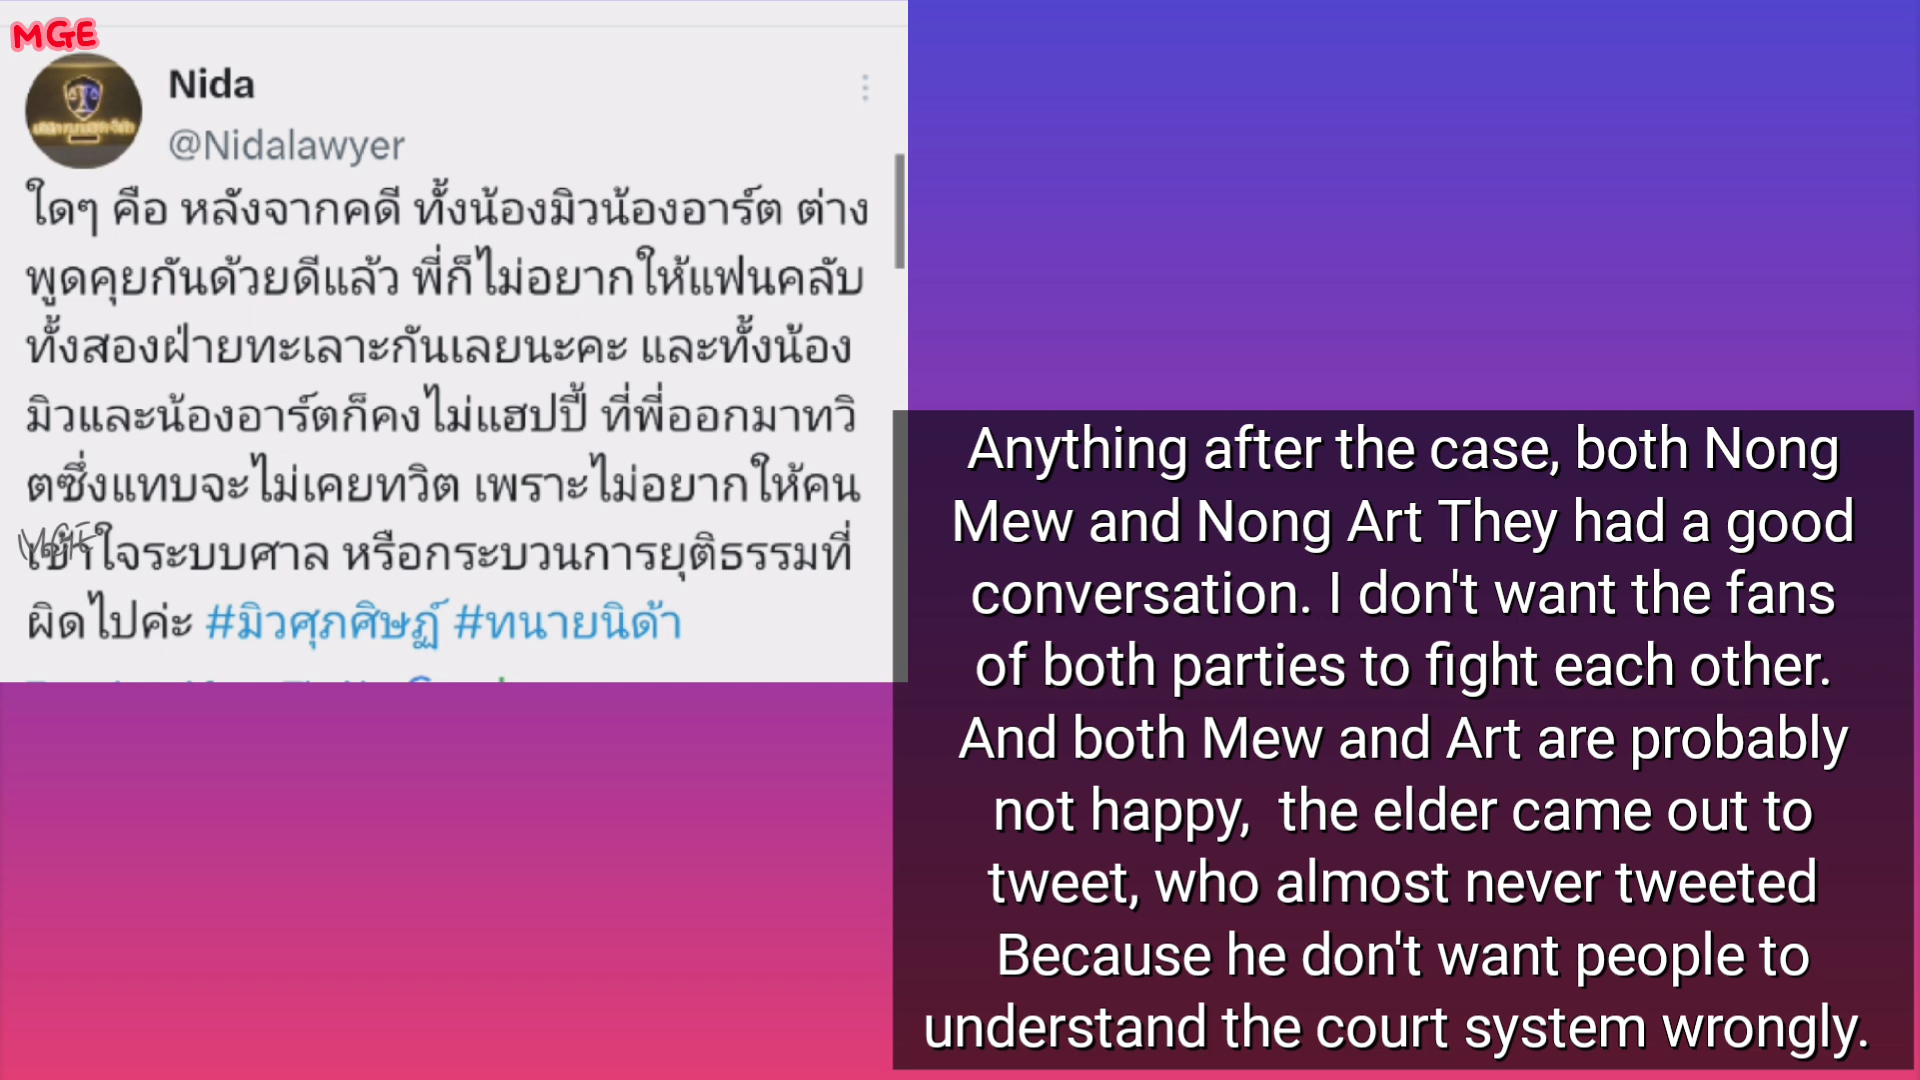 MGE
Nida
@Nidalawyer
ใดๆ คือ หลังจากคดี ทั้งน้องมิวน้องอาร์ต ต่าง
พูดคุยกันด้วยดีแล้ว พี่ก็ไม่อยากให้แฟนคลับ
ทั้งสองฝ่ายทะเลาะกันเลยนะคะ และทั้งน้อง
มิวและน้องอาร์ตก็คงไม่แฮปปี้ ที่พี่ออกมาทวิ
ตซึ่งแทบจะไม่เคยทวิต เพราะไม่อยากให้คน
เข้าใจระบบศาล หรือกระบวนการยุติธรรมที่
MGE
ผิดไปค่ะ #มิวศุภศิษฏ์ #ทนายนิด้า
Anything after the case, both Nong
Mew and Nong Art They had a good
conversation. I don't want the fans
of both parties to fight each other.
And both Mew and Art are probably
not happy,  the elder came out to
tweet, who almost never tweeted
Because he don't want people to
understand the court system wrongly.